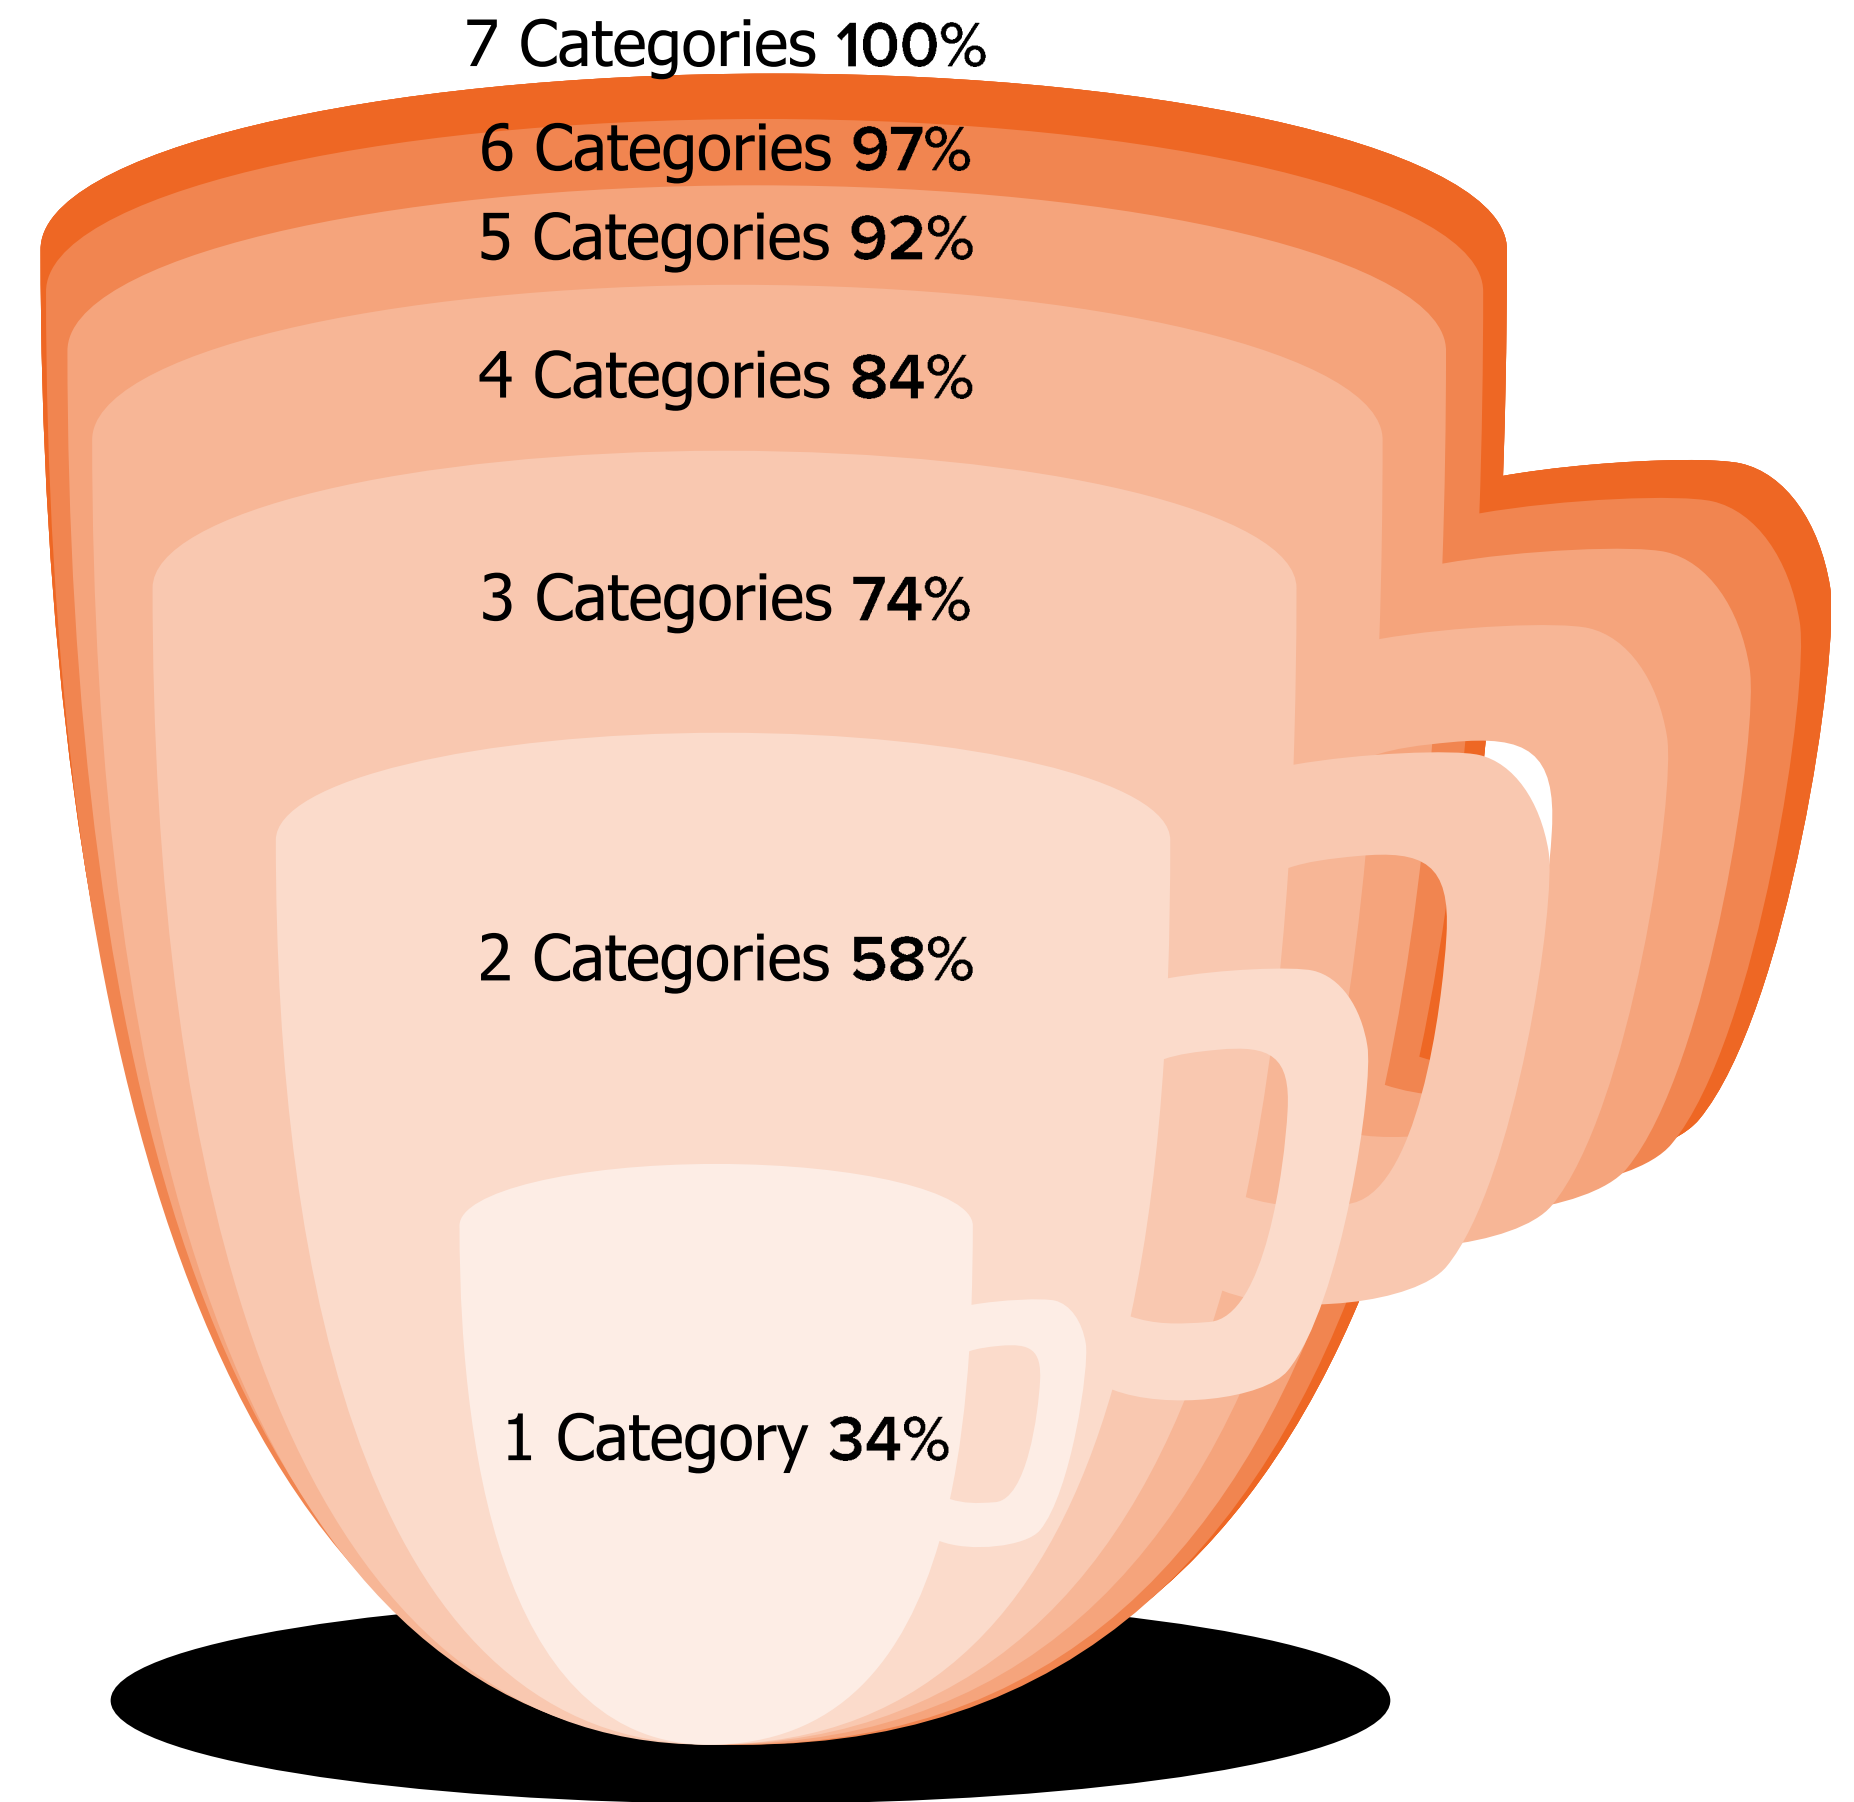 7 Categories 100%
6 Categories 97%
5 Categories 92%
4 Categories 84%
3 Categories 74%
2 Categories 58%
1 Category 34%